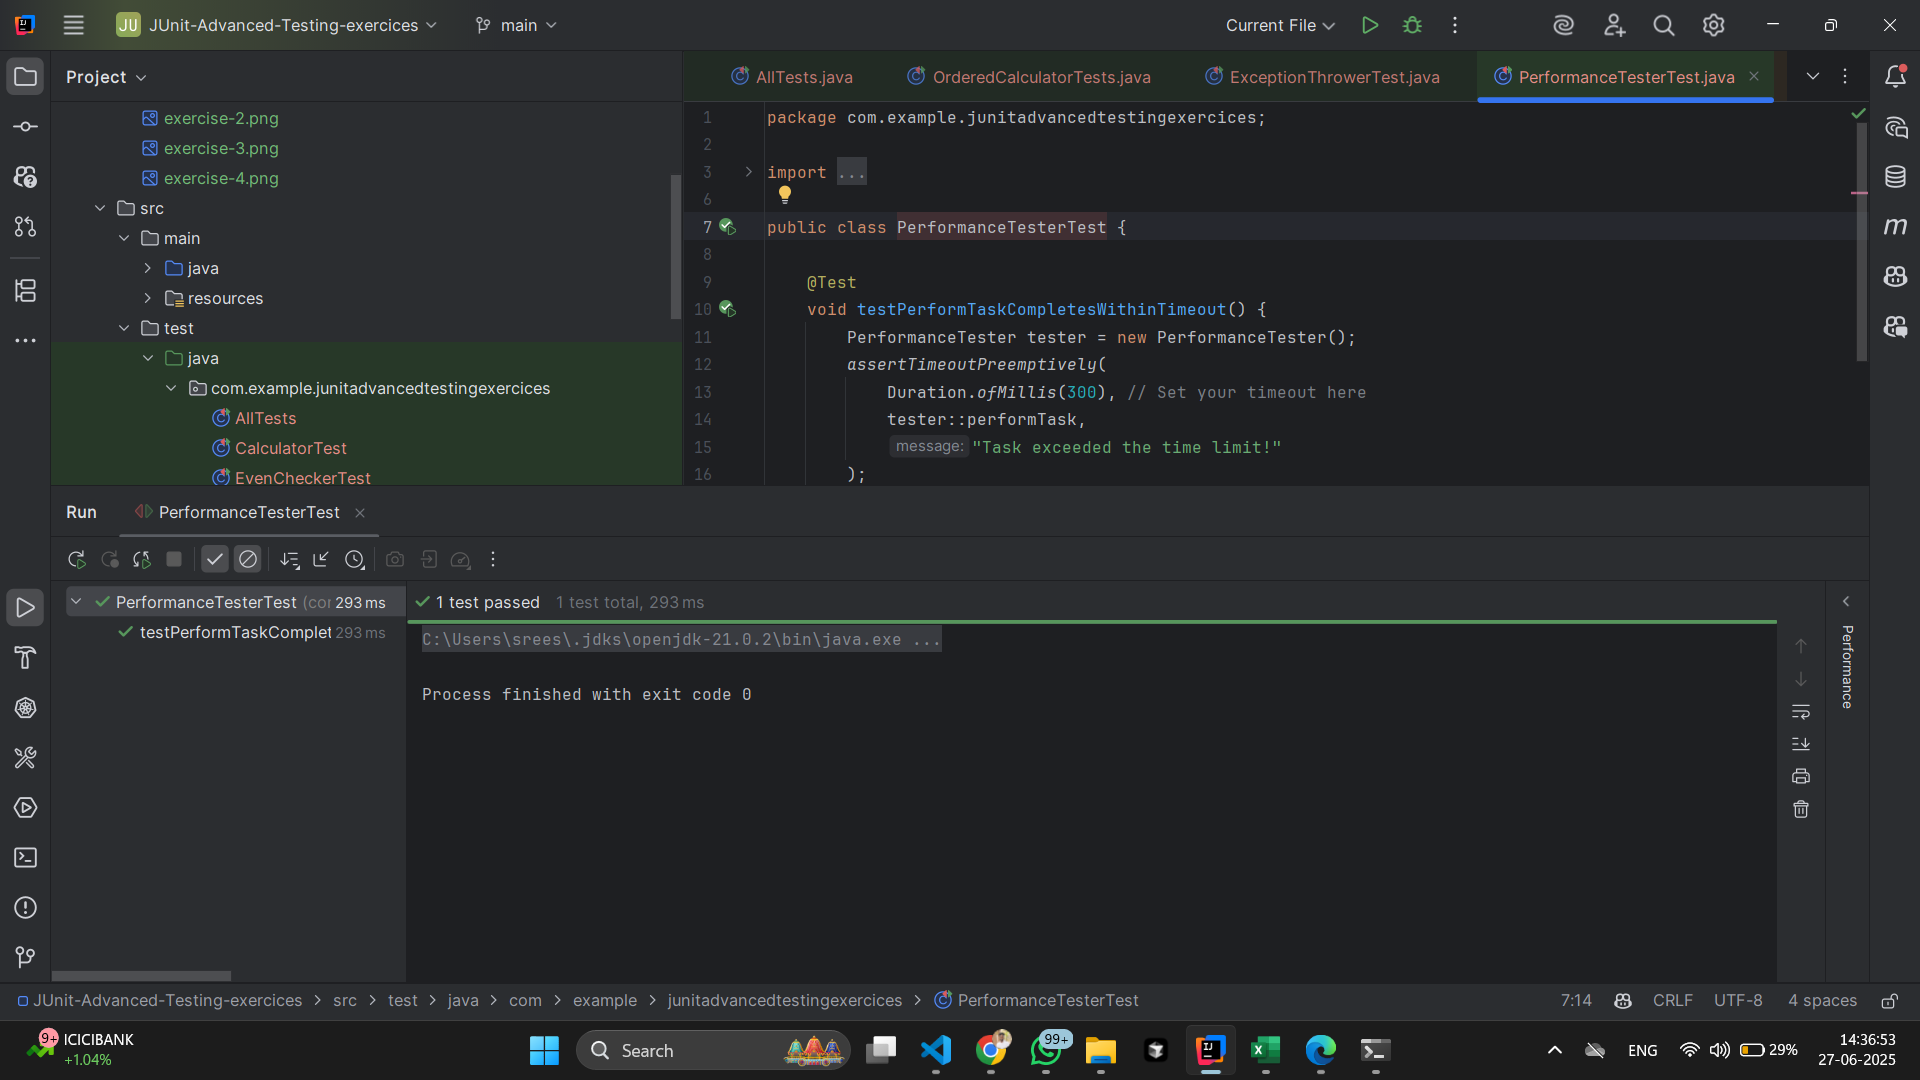 JU JUnit-Advanced-Testing-exercices main Current File
Project
AllTests.java OrderedCalculatorTests.java ExceptionThrowerTest.java PerformanceTesterTest.java
exercise-2.png
exercise-3.png
exercise-4.png
src
main
java
resources
test
java
com.example.junitadvancedtestingexercices
AllTests
CalculatorTest
EvenCheckerTest
1 package com.example.junitadvancedtestingexercices;
2
3 import ...
6
7 public class PerformanceTesterTest {
8
9 @Test
10 void testPerformTaskCompletesWithinTimeout() {
11 PerformanceTester tester = new PerformanceTester();
12 assertTimeoutPreemptively(
13 Duration.ofMillis(300), // Set your timeout here
14 tester::performTask,
15 message: "Task exceeded the time limit!"
16 );
Run PerformanceTesterTest
PerformanceTesterTest (cor 293 ms
testPerformTaskComplet 293 ms
1 test passed 1 test total, 293 ms
C:\Users\srees\.jdks\openjdk-21.0.2\bin\java.exe ...
Process finished with exit code 0
Performance
JUnit-Advanced-Testing-exercices > src > test > java > com > example > junitadvancedtestingexercices > PerformanceTesterTest 7:14 CRLF UTF-8 4 spaces
9+ ICICIBANK
+1.04%
Search
99+
ENG
29%
14:36:53
27-06-2025